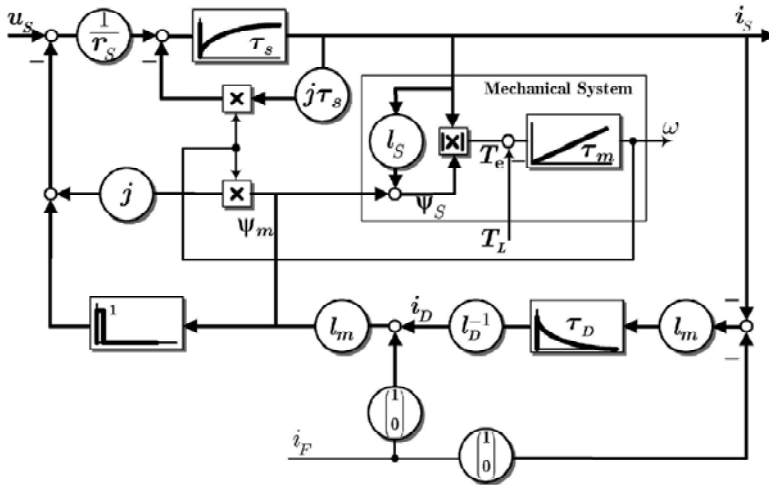 u_S
1
r_S
τ_s
i_S
jτ_s
×
Mechanical System
l_S
|×|
T_e
τ_m
ω
j
×
ψ_m
ψ_S
T_L
1
l_m
i_D
l_D^{-1}
τ_D
l_m
(1 0)
i_F
(1 0)